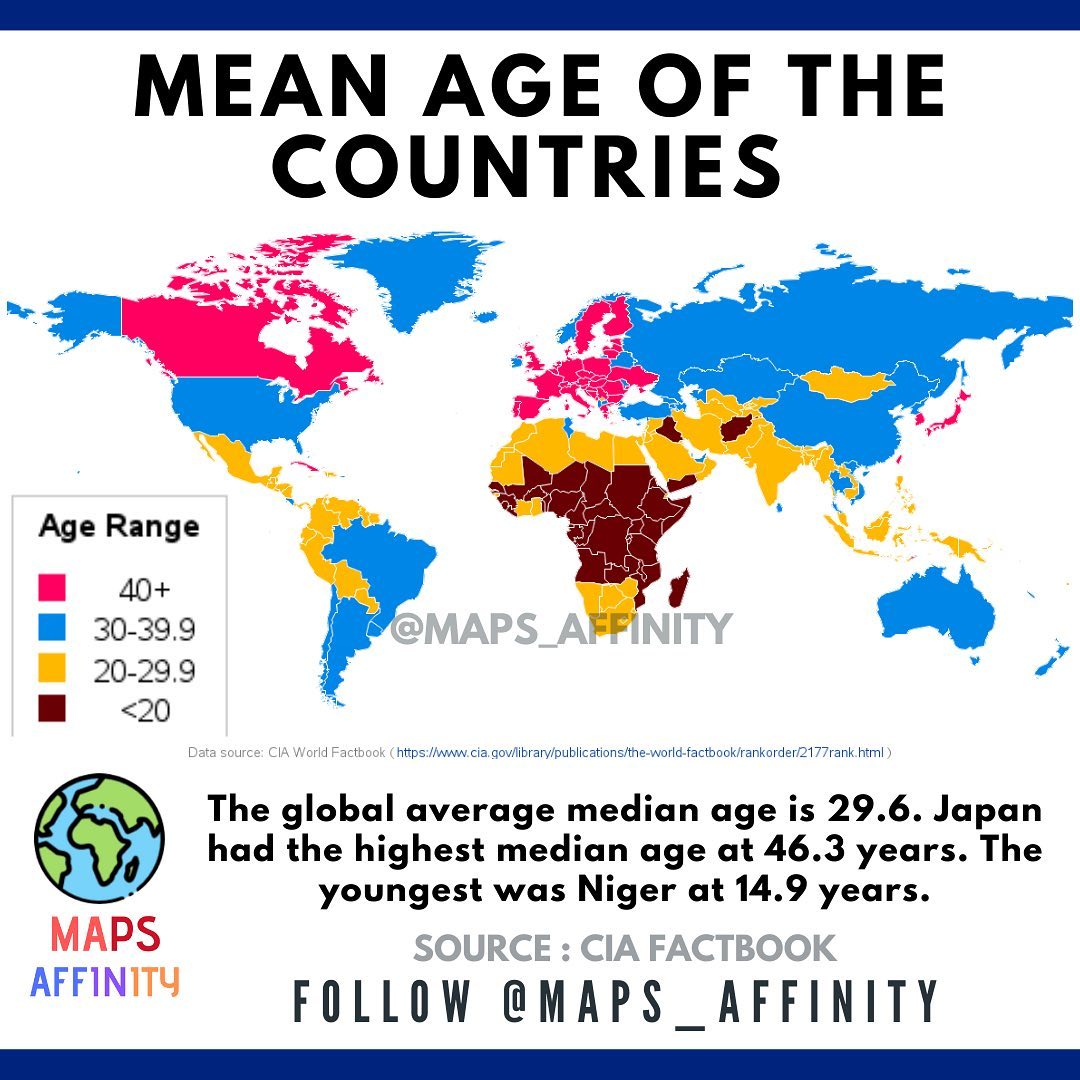 MEAN AGE OF THE
COUNTRIES
Age Range
40+
30-39.9
20-29.9
<20
@MAPS_AFFINITY
Data source: CIA World Factbook ( https://www.cia.gov/library/publications/the-world-factbook/rankorder/2177rank.html )
The global average median age is 29.6. Japan
had the highest median age at 46.3 years. The
youngest was Niger at 14.9 years.
MAPS
AFFINITY
SOURCE : CIA FACTBOOK
FOLLOW @MAPS_AFFINITY